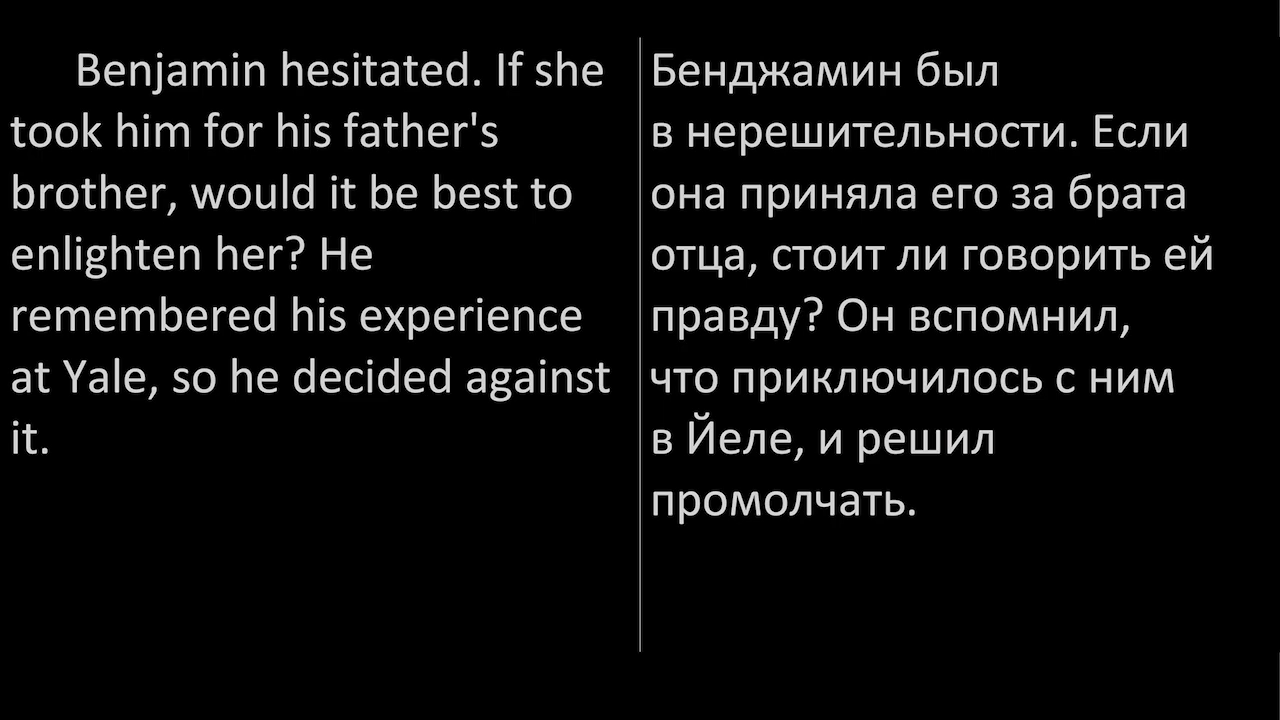 Benjamin hesitated. If she
took him for his father's
brother, would it be best to
enlighten her? He
remembered his experience
at Yale, so he decided against
it.
Бенджамин был
в нерешительности. Если
она приняла его за брата
отца, стоит ли говорить ей
правду? Он вспомнил,
что приключилось с ним
в Йеле, и решил
промолчать.